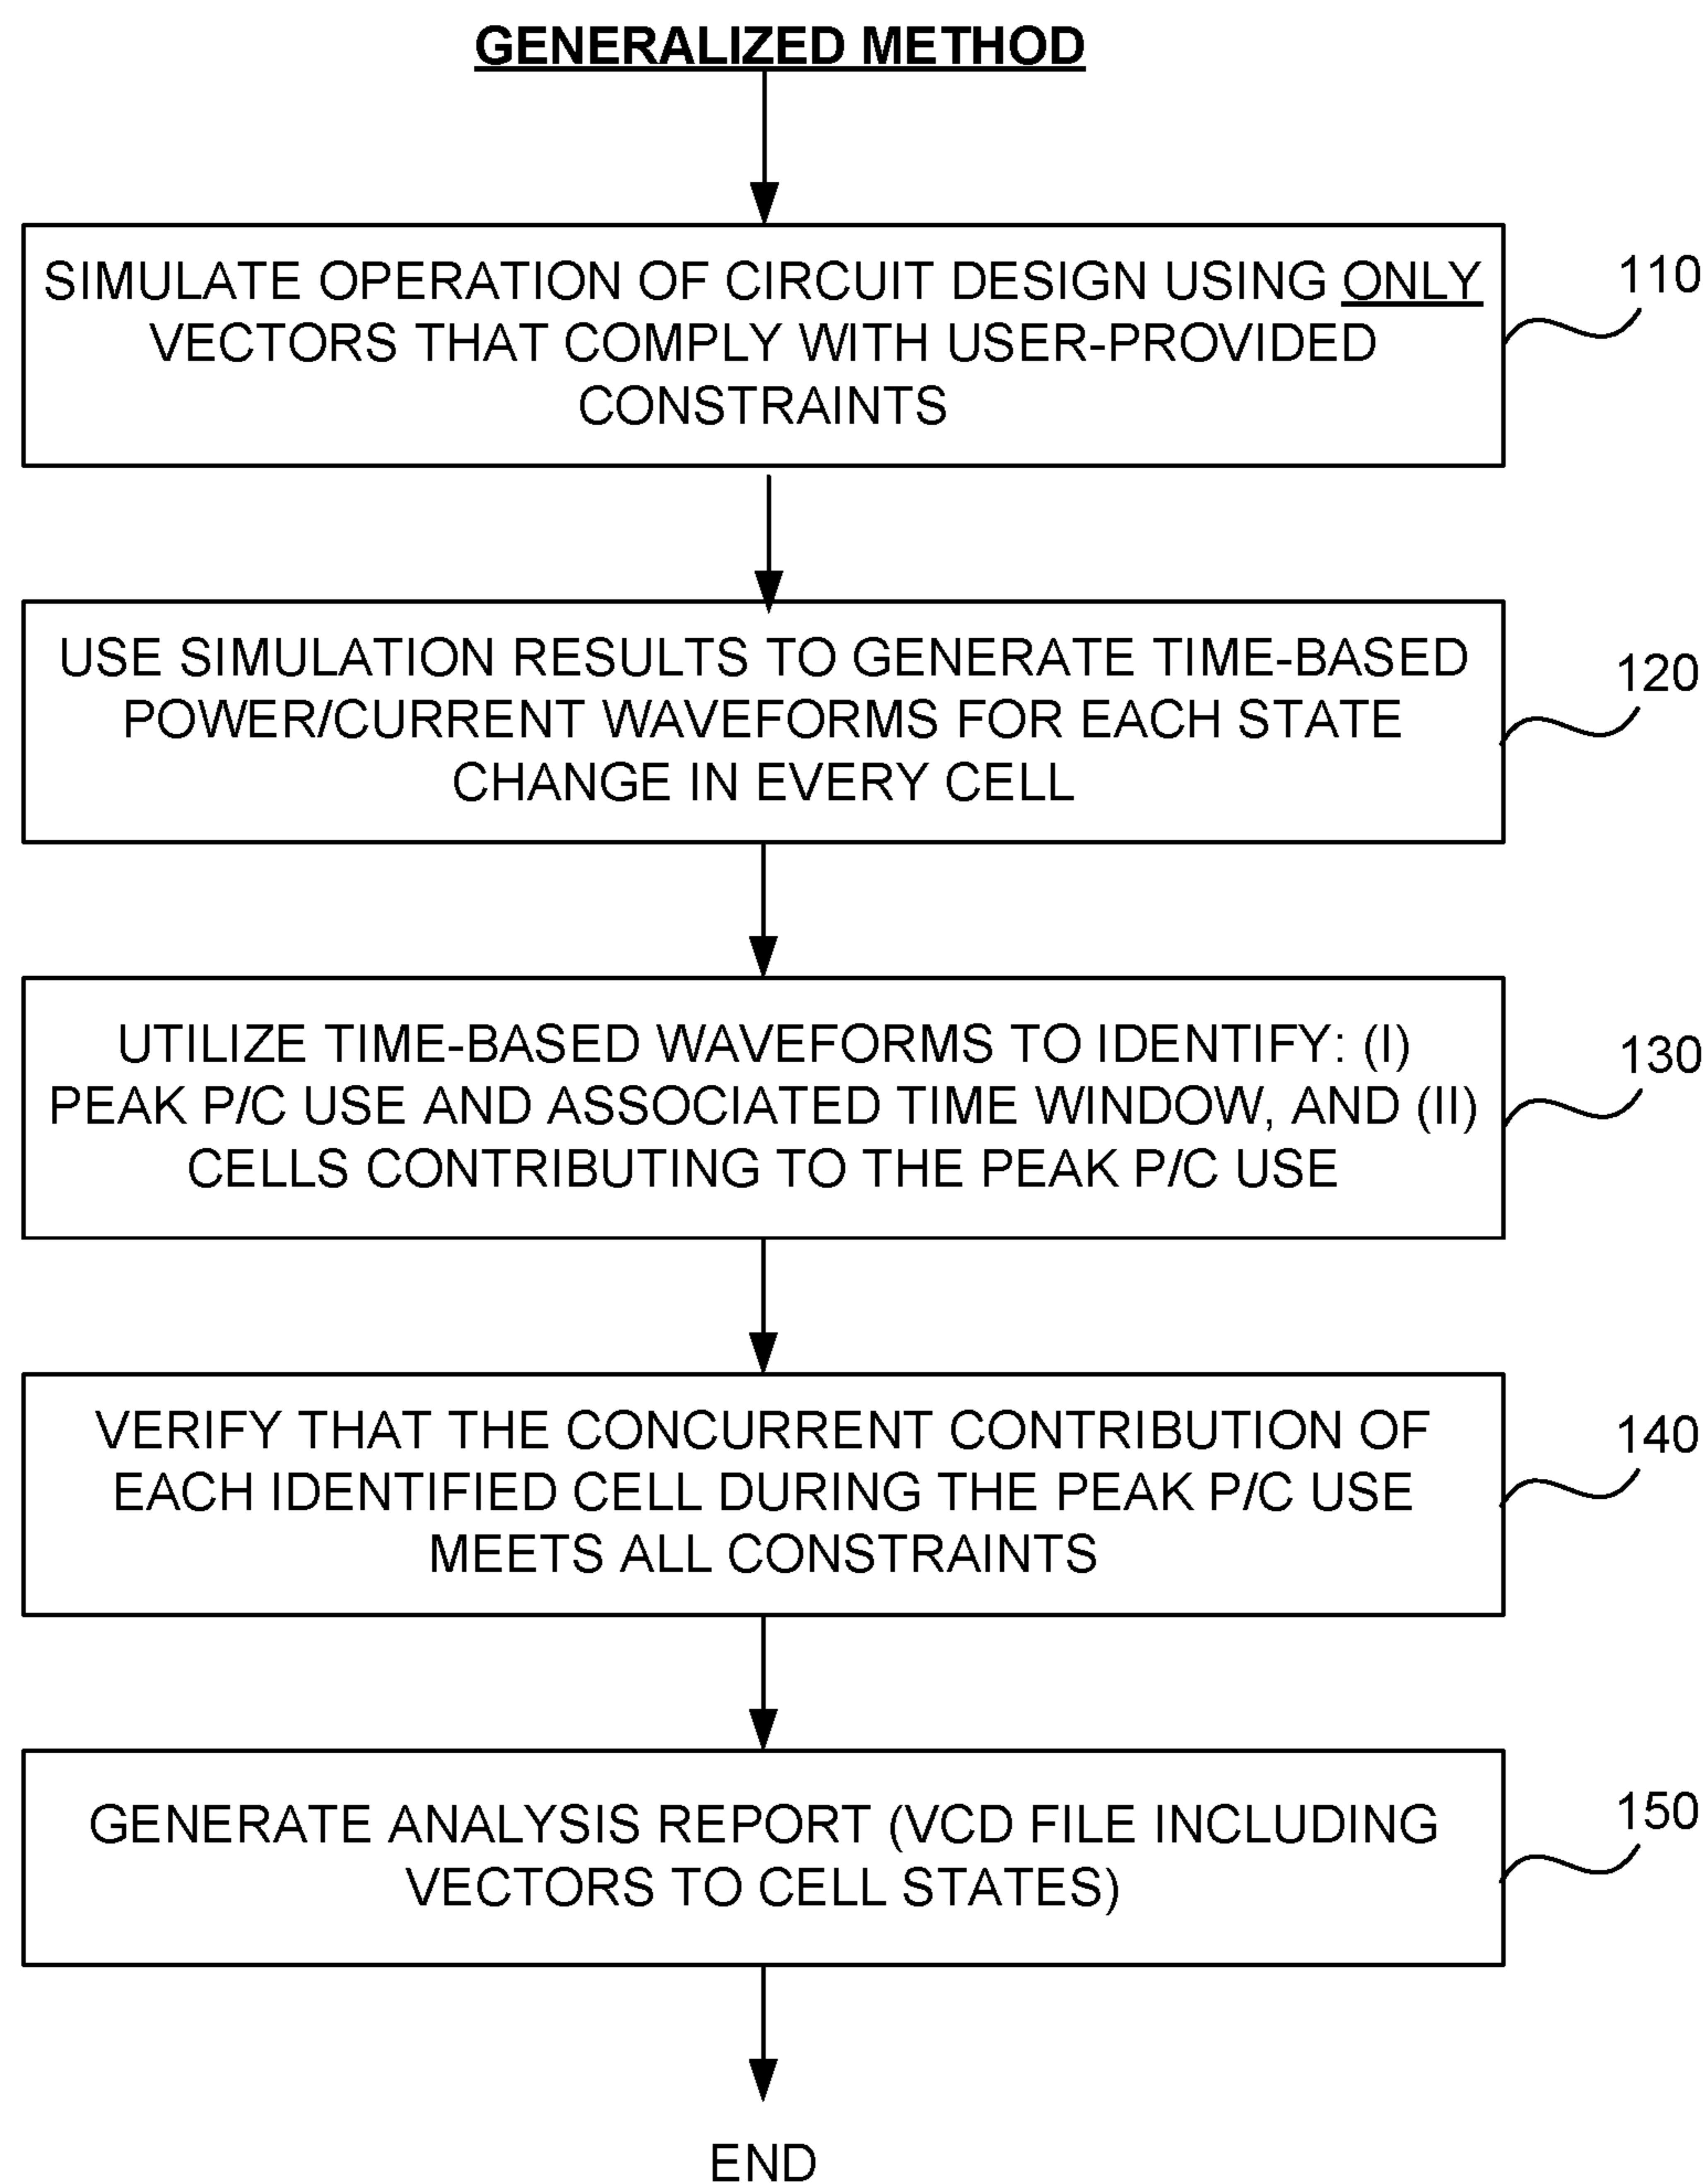 GENERALIZED METHOD
SIMULATE OPERATION OF CIRCUIT DESIGN USING ONLY
VECTORS THAT COMPLY WITH USER-PROVIDED
CONSTRAINTS
110
USE SIMULATION RESULTS TO GENERATE TIME-BASED
POWER/CURRENT WAVEFORMS FOR EACH STATE
CHANGE IN EVERY CELL
120
UTILIZE TIME-BASED WAVEFORMS TO IDENTIFY: (I)
PEAK P/C USE AND ASSOCIATED TIME WINDOW, AND (II)
CELLS CONTRIBUTING TO THE PEAK P/C USE
130
VERIFY THAT THE CONCURRENT CONTRIBUTION OF
EACH IDENTIFIED CELL DURING THE PEAK P/C USE
MEETS ALL CONSTRAINTS
140
GENERATE ANALYSIS REPORT (VCD FILE INCLUDING
VECTORS TO CELL STATES)
150
END